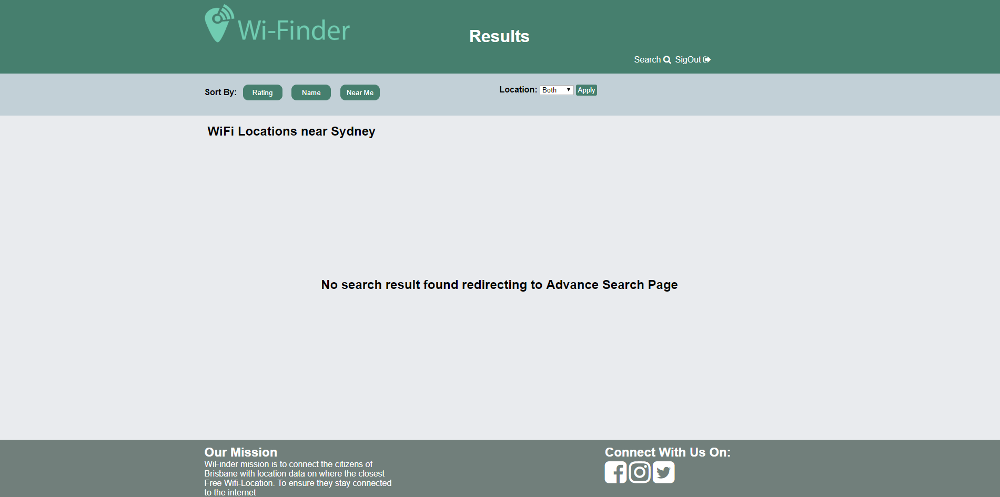 Wi-Finder
Results
Search SigOut
Sort By: Rating Name Near Me Location: Both Apply
WiFi Locations near Sydney
No search result found redirecting to Advance Search Page
Our Mission
WiFinder mission is to connect the citizens of
Brisbane with location data on where the closest
Free Wifi-Location. To ensure they stay connected
to the internet
Connect With Us On: